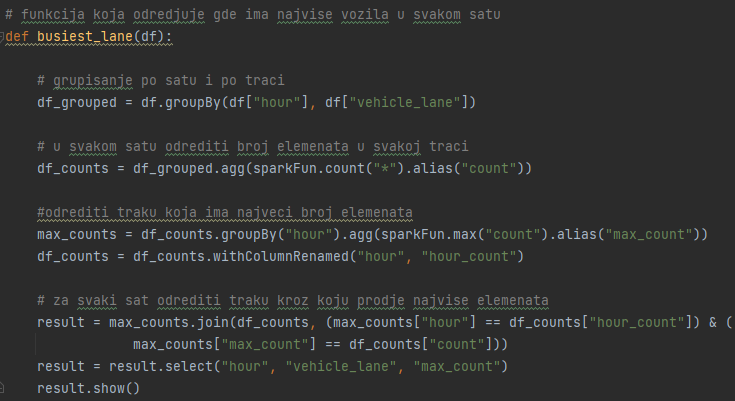 # funkcija koja odredjuje gde ima najvise vozila u svakom satu
def busiest_lane(df):
# grupisanje po satu i po traci
df_grouped = df.groupBy(df["hour"], df["vehicle_lane"])
# u svakom satu odrediti broj elemenata u svakoj traci
df_counts = df_grouped.agg(sparkFun.count("*").alias("count"))
#odrediti traku koja ima najveci broj elemenata
max_counts = df_counts.groupBy("hour").agg(sparkFun.max("count").alias("max_count"))
df_counts = df_counts.withColumnRenamed("hour", "hour_count")
# za svaki sat odrediti traku kroz koju prodje najvise elemenata
result = max_counts.join(df_counts, (max_counts["hour"] == df_counts["hour_count"]) & (
max_counts["max_count"] == df_counts["count"]))
result = result.select("hour", "vehicle_lane", "max_count")
result.show()